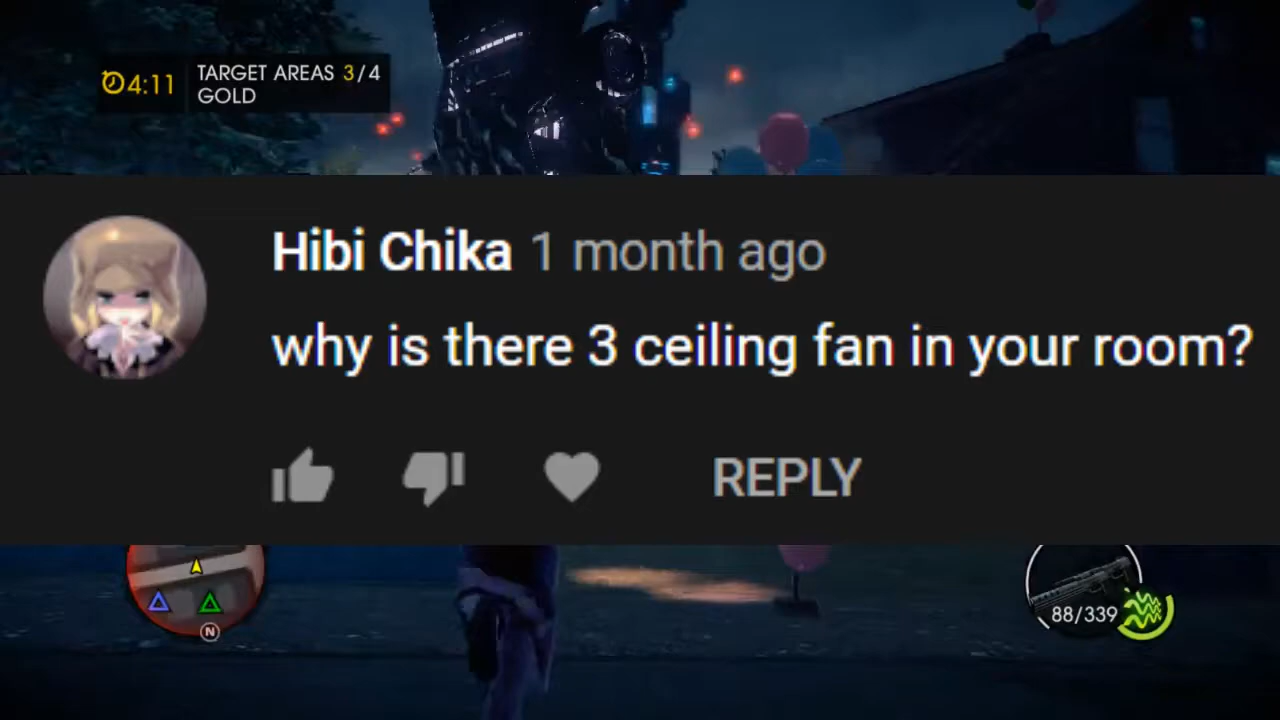 4:11
TARGET AREAS 3/4
GOLD
Hibi Chika 1 month ago
why is there 3 ceiling fan in your room?
REPLY
N
88/339